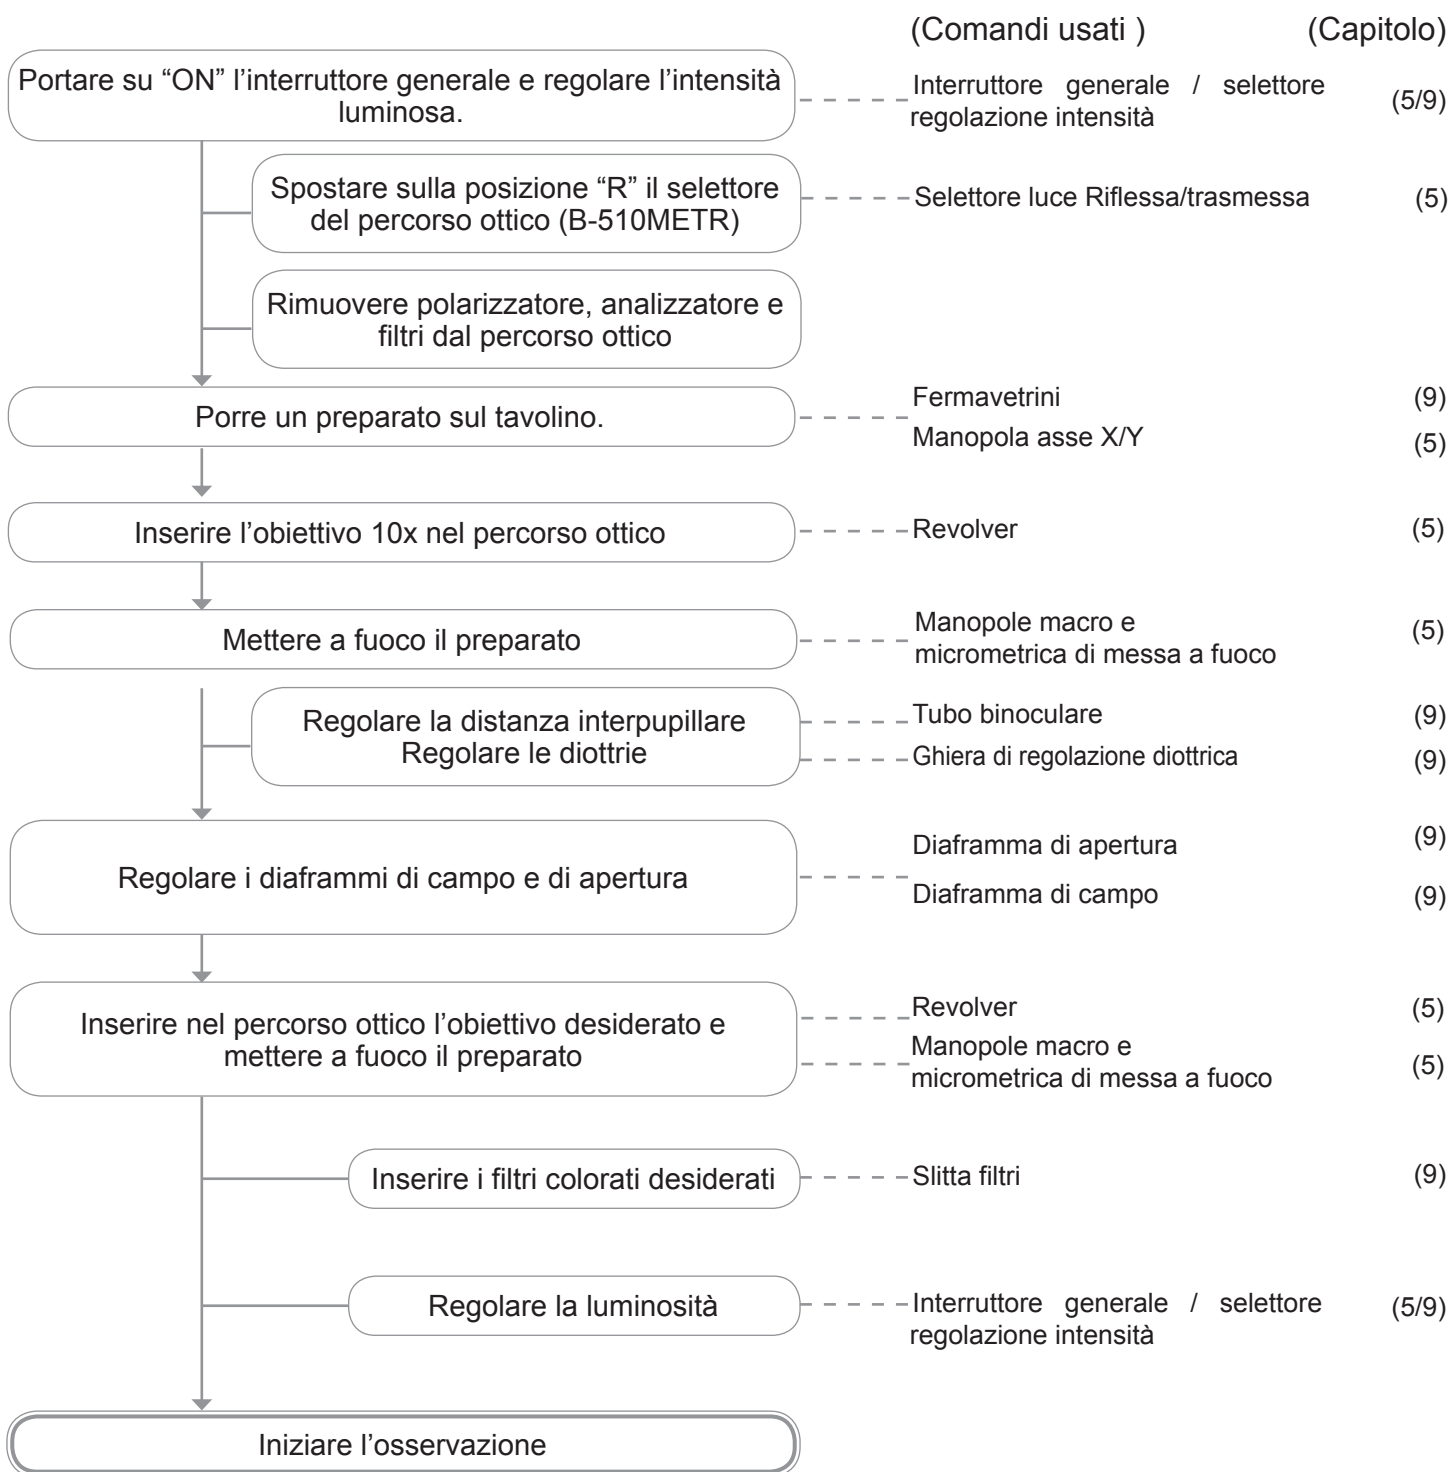 (Comandi usati ) (Capitolo)
Portare su “ON” l’interruttore generale e regolare l’intensità
luminosa.
Interruttore generale / selettore
regolazione intensità
(5/9)
Spostare sulla posizione “R” il selettore
del percorso ottico (B-510METR)
Selettore luce Riflessa/trasmessa (5)
Rimuovere polarizzatore, analizzatore e
filtri dal percorso ottico
Porre un preparato sul tavolino.
Fermavetrini (9)
Manopola asse X/Y (5)
Inserire l’obiettivo 10x nel percorso ottico
Revolver (5)
Mettere a fuoco il preparato
Manopole macro e
micrometrica di messa a fuoco
(5)
Regolare la distanza interpupillare
Regolare le diottrie
Tubo binoculare (9)
Ghiera di regolazione diottrica (9)
Regolare i diaframmi di campo e di apertura
Diaframma di apertura (9)
Diaframma di campo (9)
Inserire nel percorso ottico l’obiettivo desiderato e
mettere a fuoco il preparato
Revolver (5)
Manopole macro e
micrometrica di messa a fuoco
(5)
Inserire i filtri colorati desiderati
Slitta filtri (9)
Regolare la luminosità
Interruttore generale / selettore
regolazione intensità
(5/9)
Iniziare l’osservazione